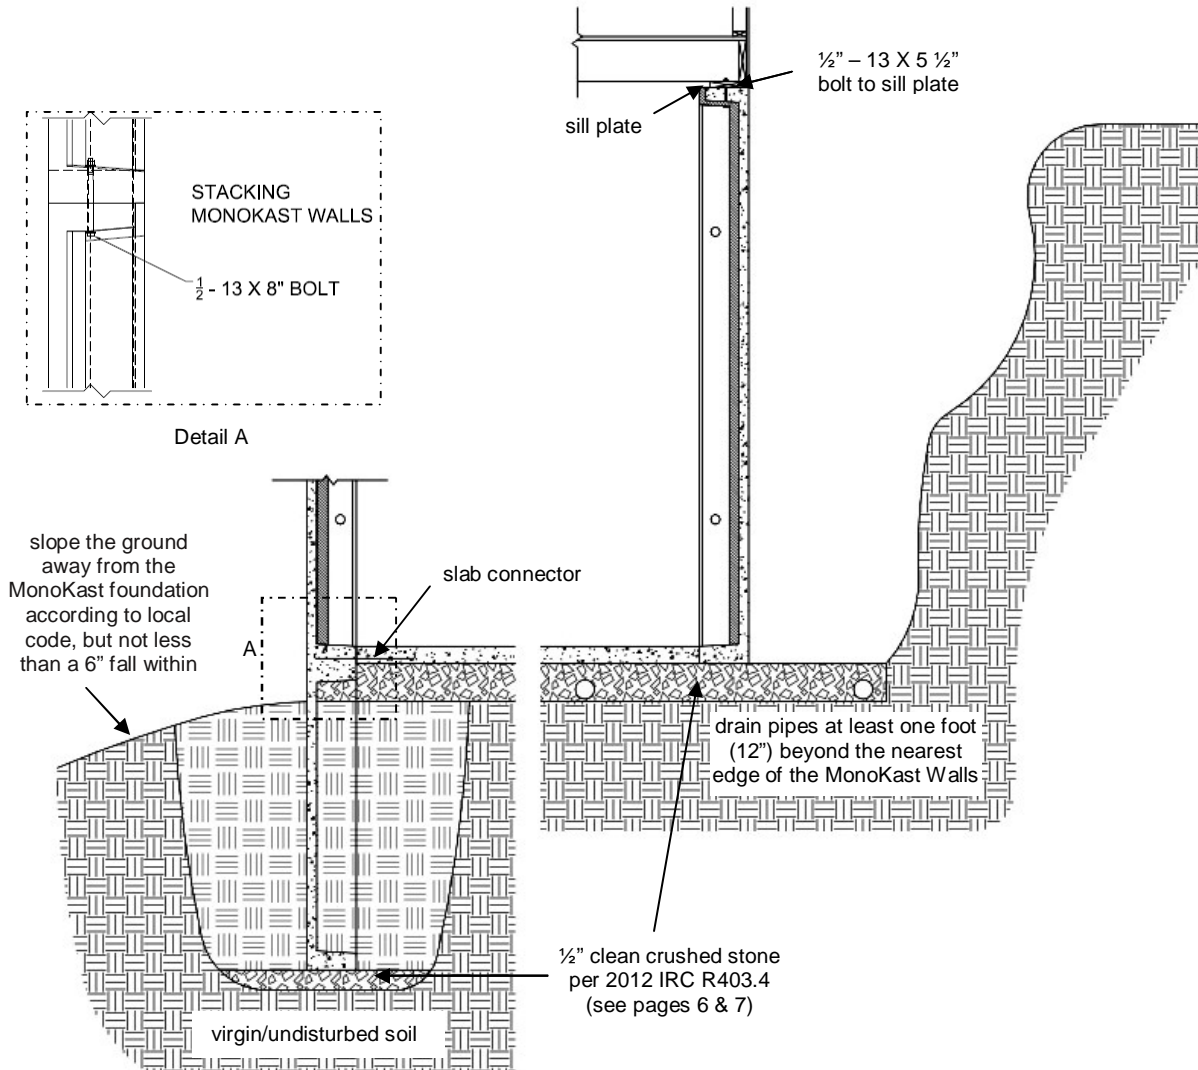 ½" – 13 X 5 ½"
bolt to sill plate
sill plate
STACKING
MONOKAST WALLS
½ - 13 X 8" BOLT
Detail A
slope the ground
away from the
MonoKast foundation
according to local
code, but not less
than a 6" fall within
slab connector
A
drain pipes at least one foot
(12") beyond the nearest
edge of the MonoKast Walls
½" clean crushed stone
per 2012 IRC R403.4
(see pages 6 & 7)
virgin/undisturbed soil